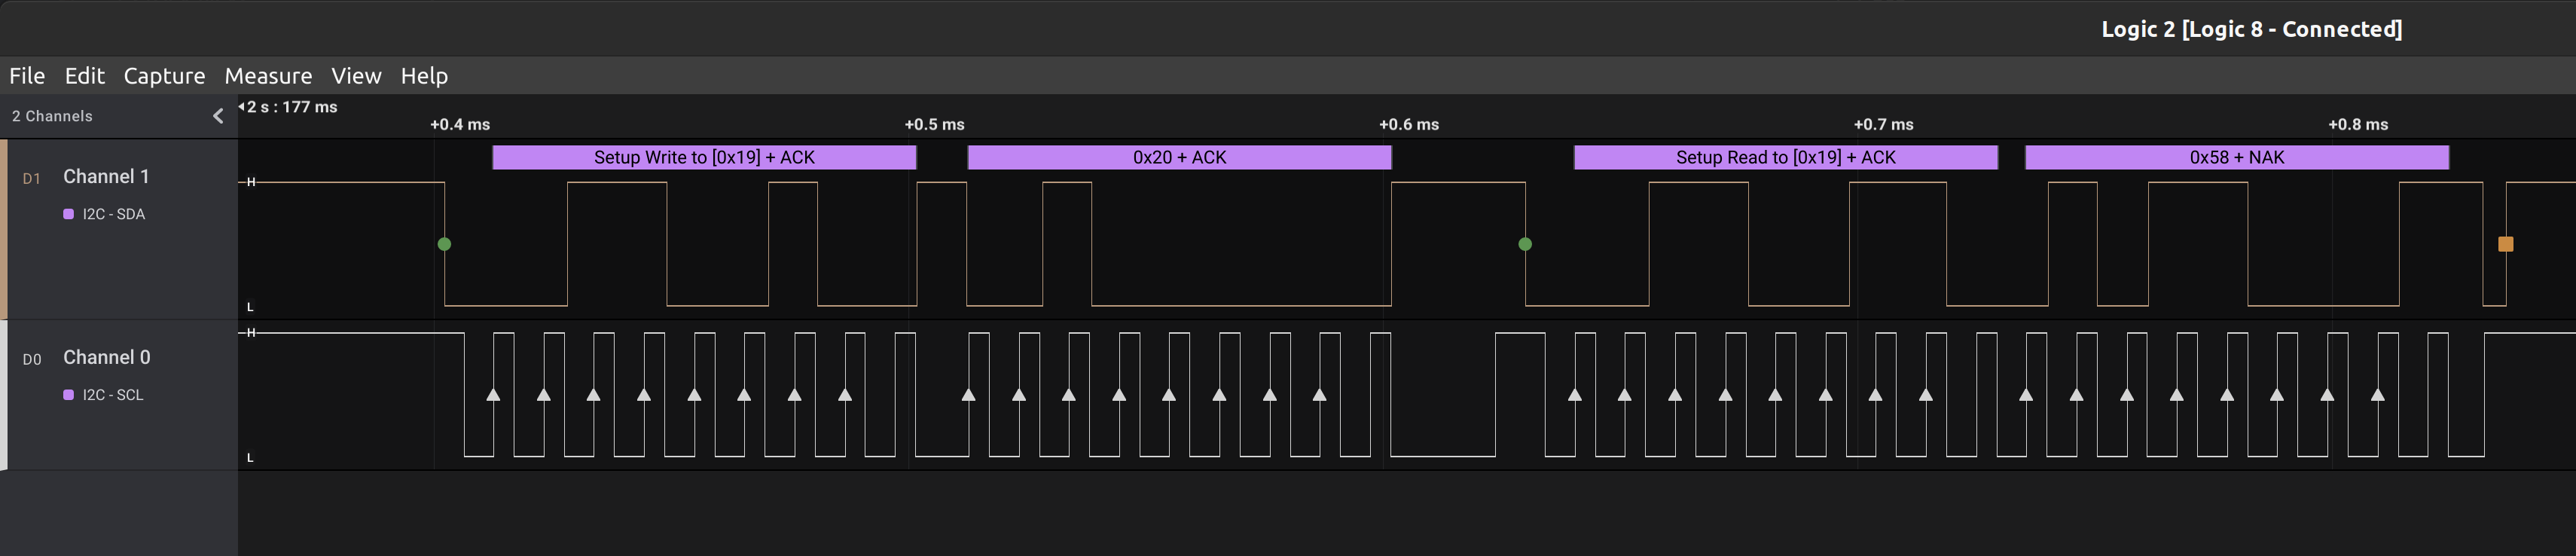 Logic 2 [Logic 8 - Connected]
File Edit Capture Measure View Help
2 Channels
2 s : 177 ms
+0.4 ms +0.5 ms +0.6 ms +0.7 ms +0.8 ms
Setup Write to [0x19] + ACK 0x20 + ACK Setup Read to [0x19] + ACK 0x58 + NAK
D1 Channel 1
H
I2C - SDA
L
H
D0 Channel 0
I2C - SCL
L